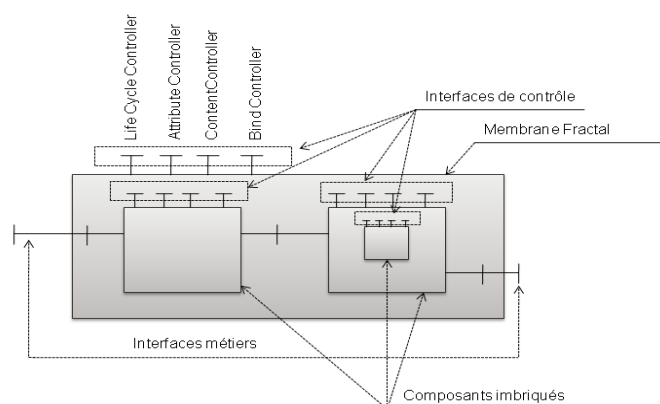 Life Cycle Controller
Attribute Controller
ContentController
Bind Controller
Interfaces de contrôle
Membrane Fractal
Interfaces métiers
Composants imbriqués